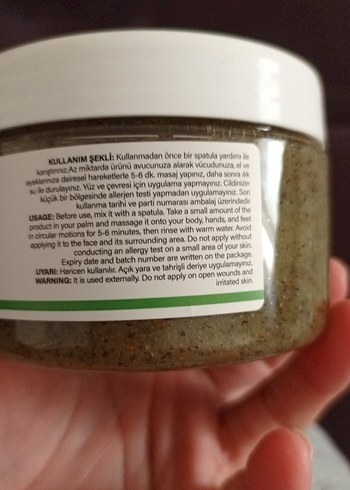 KULLANIM ŞEKLİ: Kullanmadan önce bir spatula yardımı ile
karıştırınız. Az miktarda ürünü avucunuza alarak vücudunuza, el ve
ayaklarınıza dairesel hareketlerle 5-6 dk. masaj yapınız, daha sonra ılık
su ile durulayınız. Yüz ve çevresi için uygulama yapmayınız. Cildinizin
küçük bir bölgesinde allerjen testi yapmadan uygulamayınız. Son
kullanma tarihi ve parti numarası ambalaj üzerindedir.
USAGE: Before use, mix it with a spatula. Take a small amount of the
product in your palm and massage it onto your body, hands, and feet
in circular motions for 5-6 minutes, then rinse with warm water. Avoid
applying it to the face and its surrounding area. Do not apply without
conducting an allergy test on a small area of your skin.
Expiry date and batch number are written on the package.
UYARI: Haricen kullanılır. Açık yara ve tahrişli deriye uygulamayınız.
WARNING: It is used externally. Do not apply on open wounds and
irritated skin.